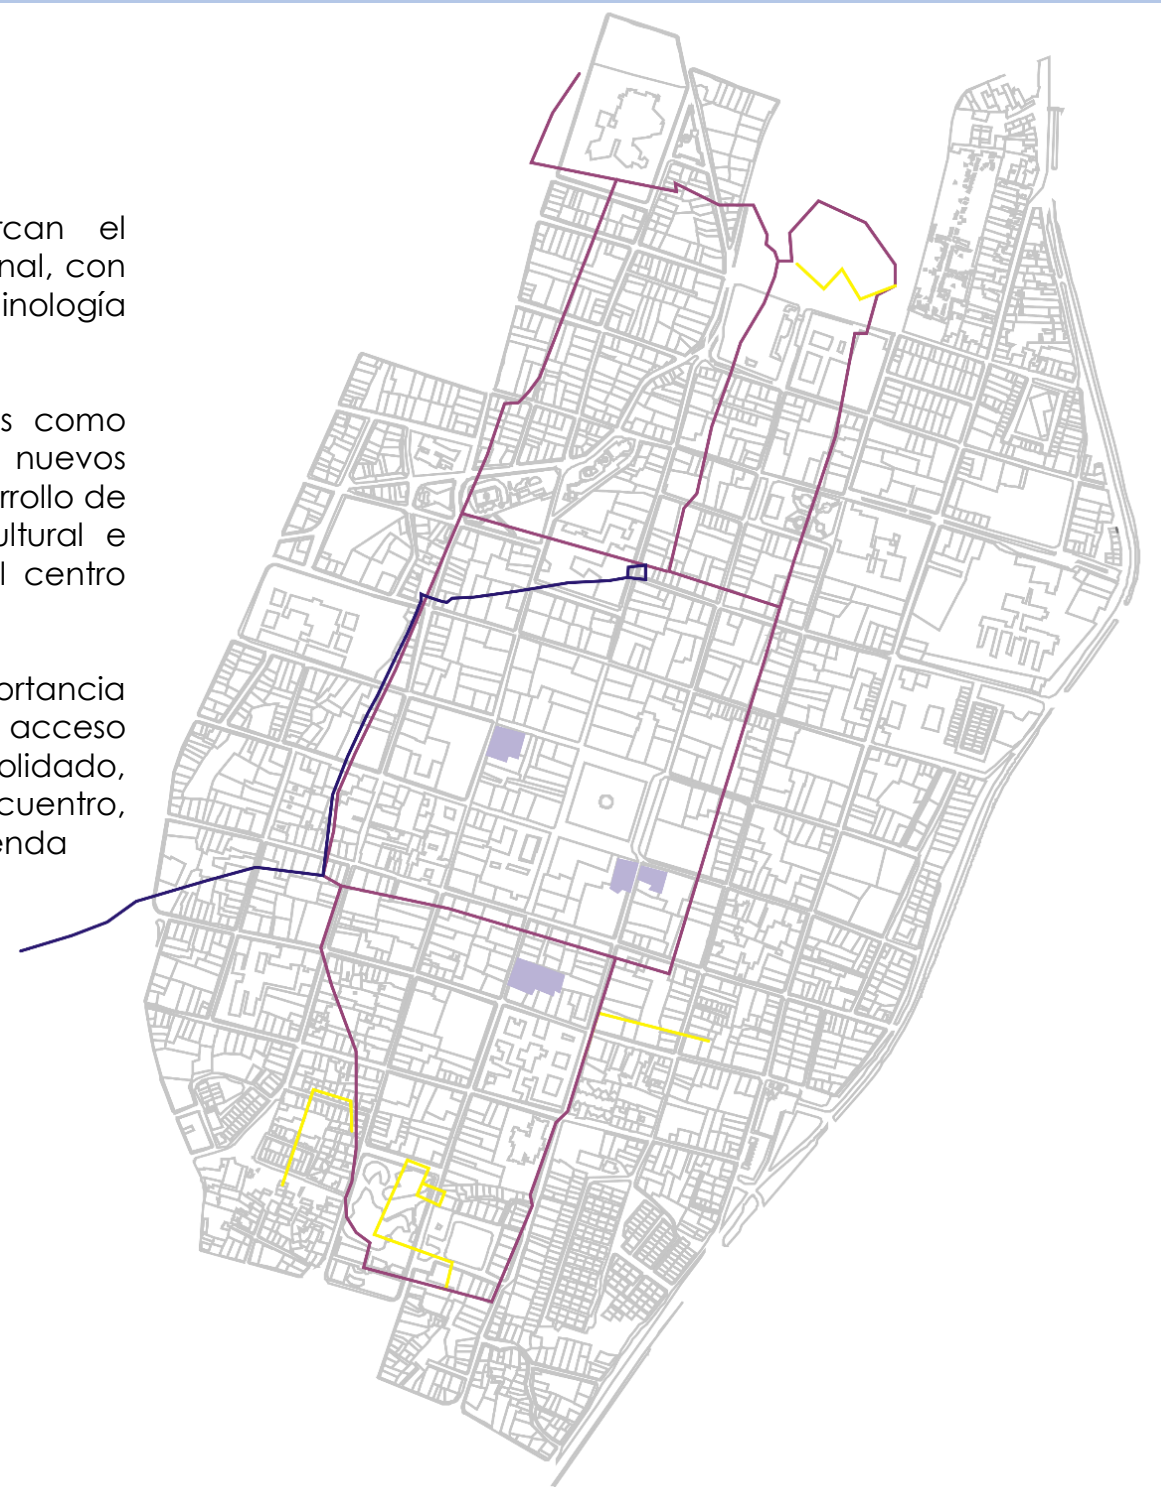 rcan el
nal, con
inología
s como
nuevos
rrollo de
ultural e
l centro
ortancia
acceso
olidado,
cuentro,
enda